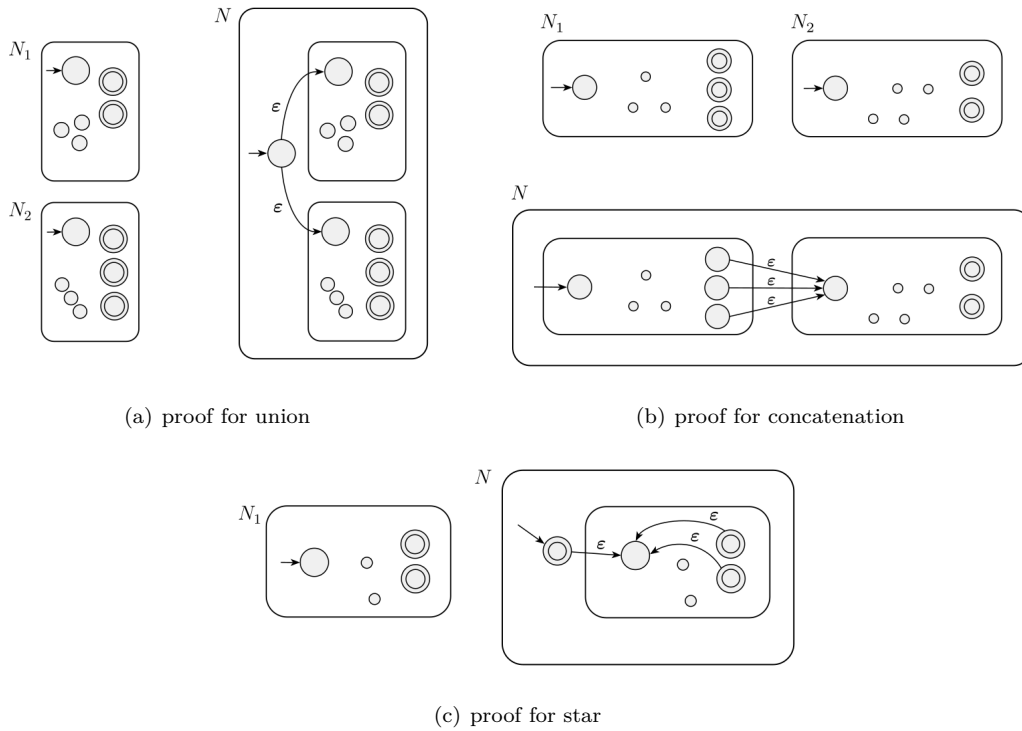 N₁
N
N₂
ε
ε
(a) proof for union
N₁
N₂
N
ε
ε
ε
(b) proof for concatenation
N₁
N
ε
ε
ε
(c) proof for star